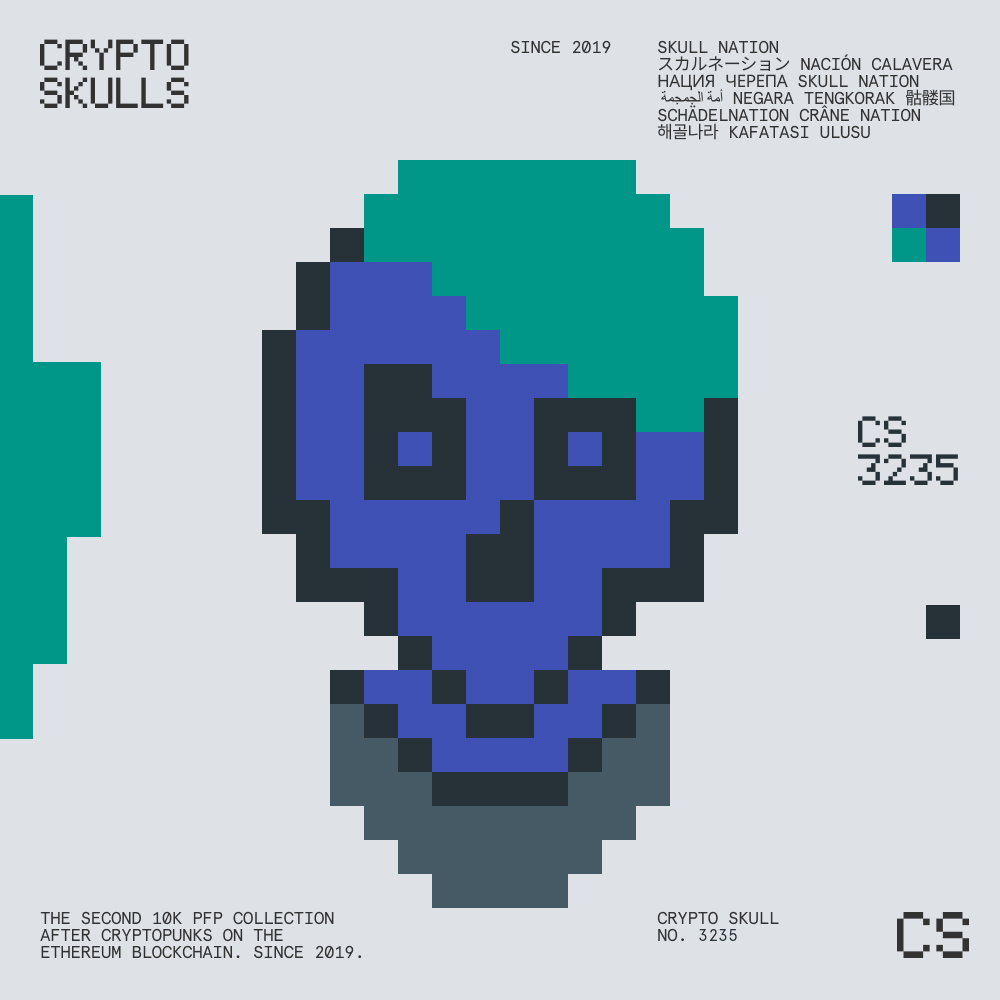 CRYPTO
SKULLS
SINCE 2019
SKULL NATION
スカルネーション NACIÓN CALAVERA
НАЦИЯ ЧЕРЕПА SKULL NATION
أمة الجمجمة NEGARA TENGKORAK 骷髅国
SCHÄDELNATION CRÂNE NATION
해골나라 KAFATASI ULUSU
CS
3235
THE SECOND 10K PFP COLLECTION
AFTER CRYPTOPUNKS ON THE
ETHEREUM BLOCKCHAIN. SINCE 2019.
CRYPTO SKULL
NO. 3235
CS